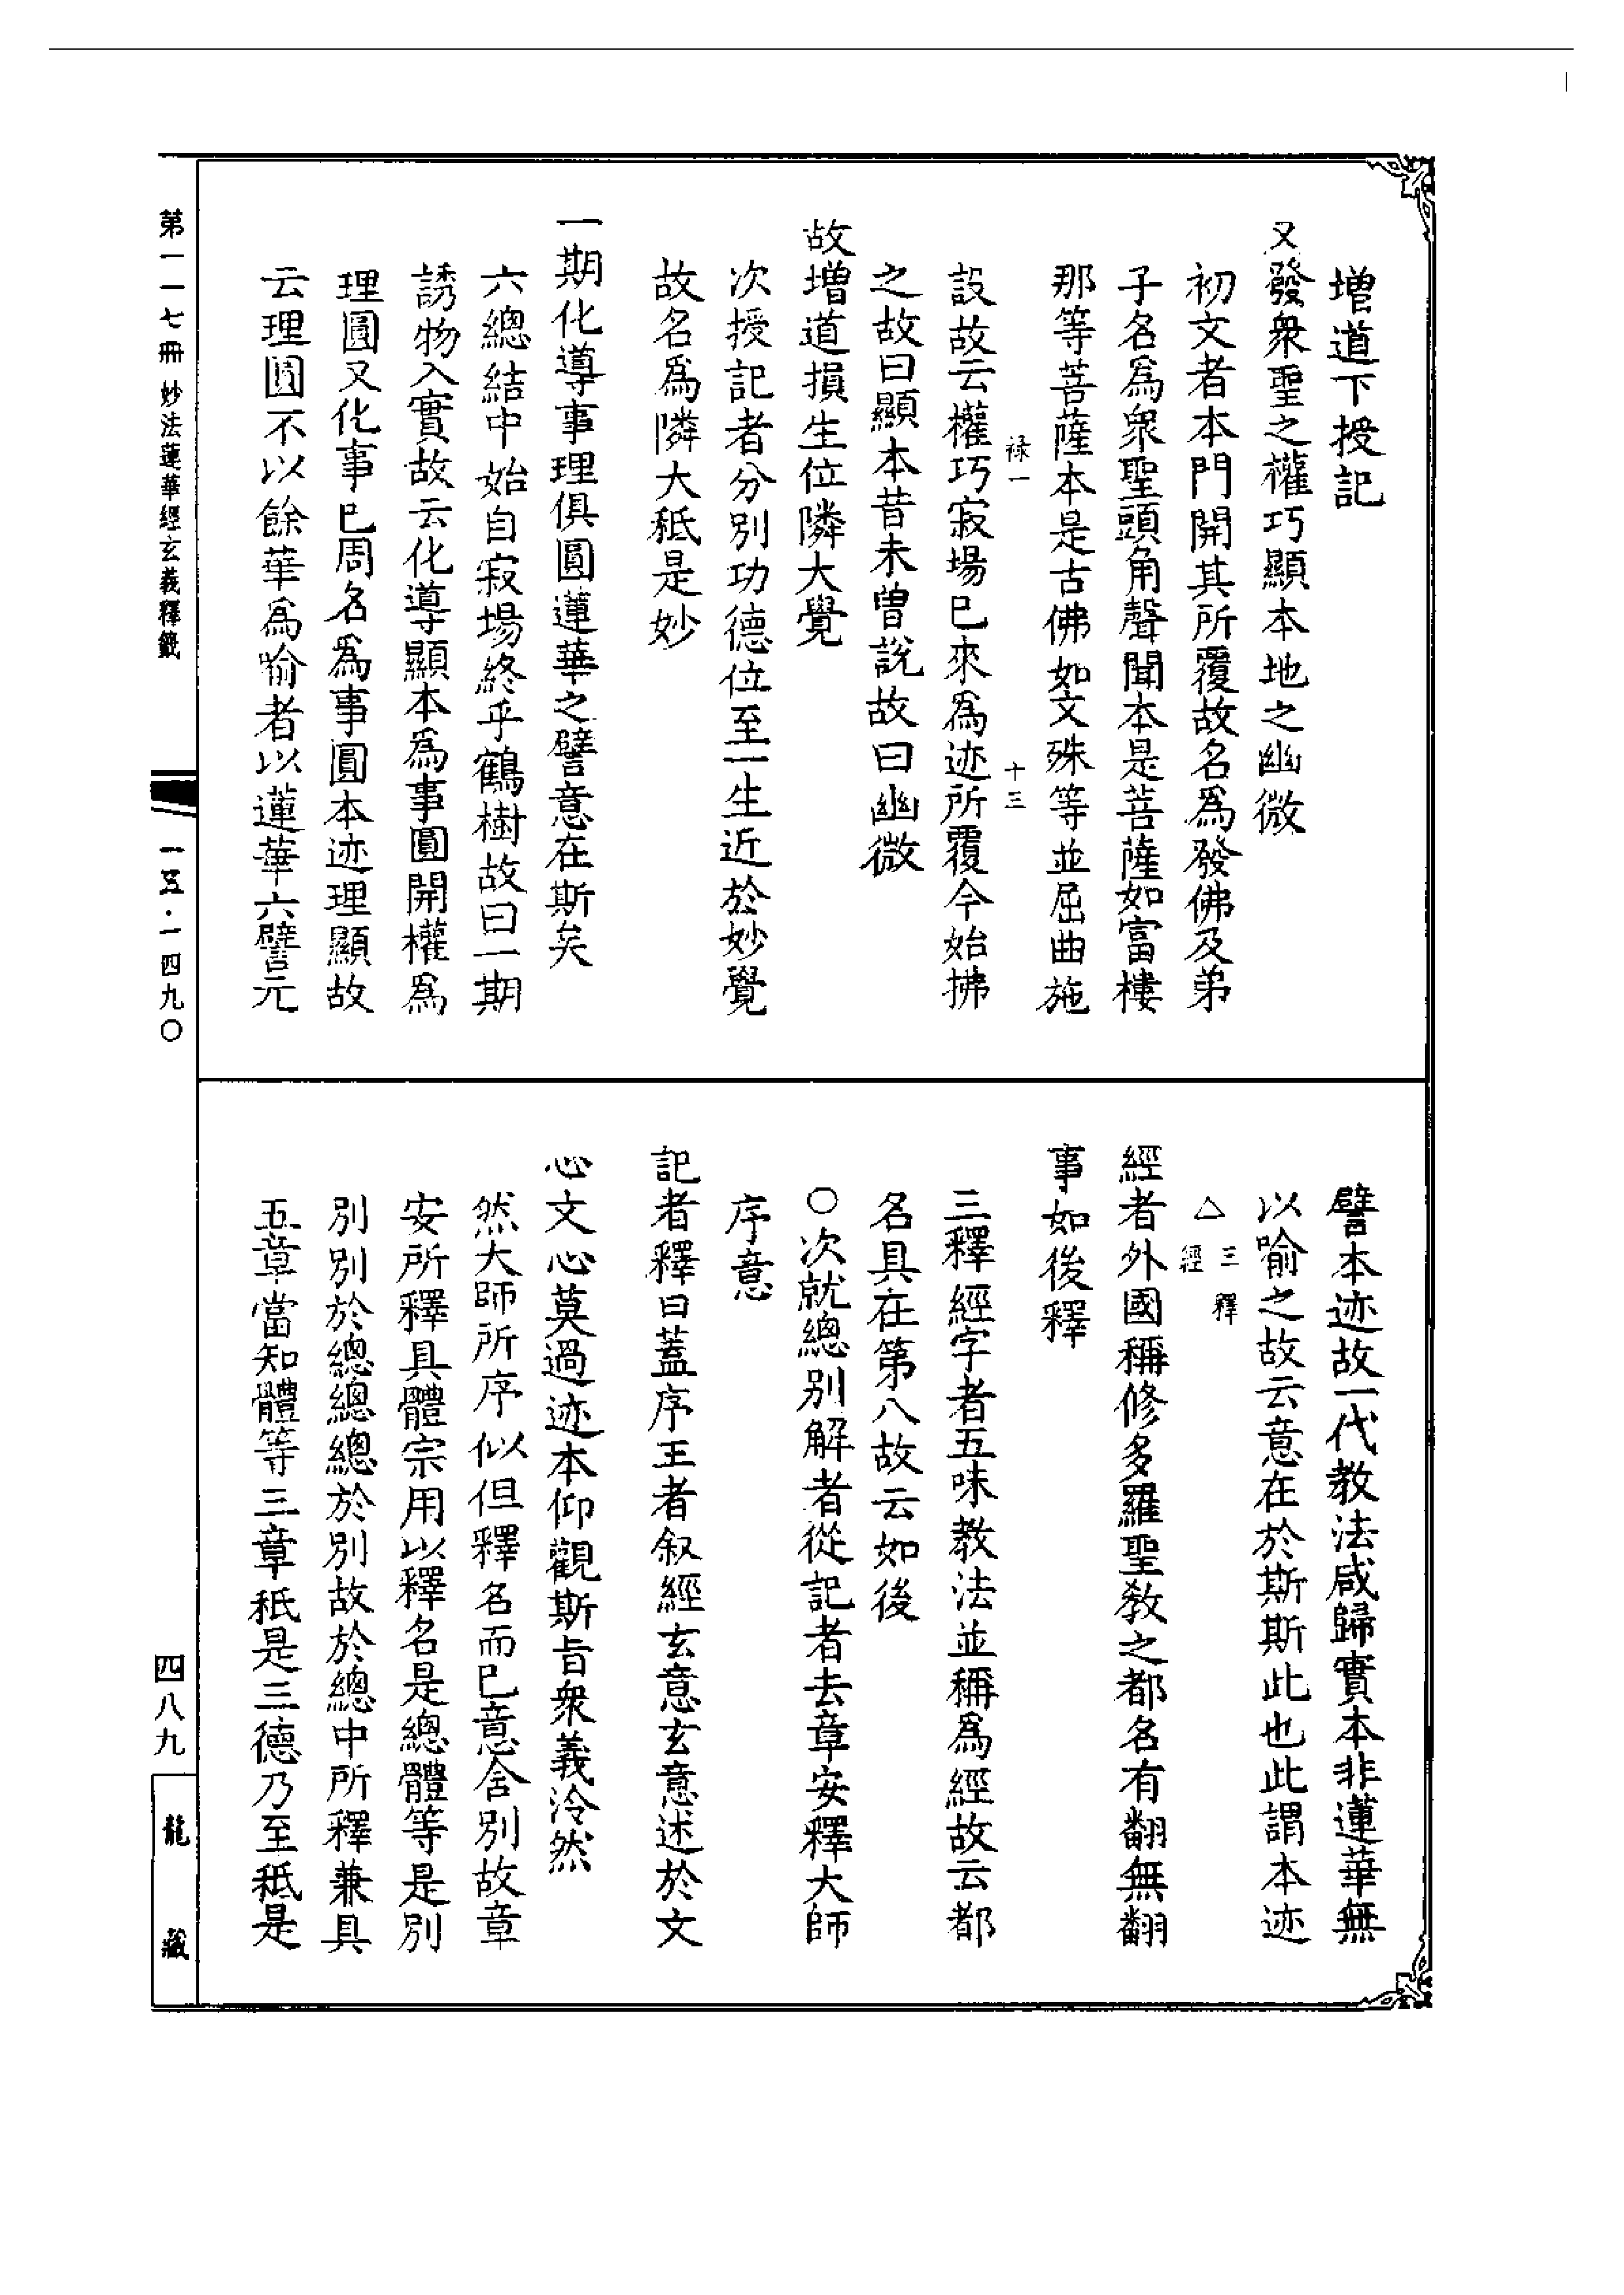 增道下授記
又發衆聖之權巧顯本地之幽微
初文者本門開其所覆故名爲發佛及弟
子名爲衆聖頭角聲聞本是菩薩如富樓
那等菩薩本是古佛如文殊等並屈曲施
祿一
十三
設故云權巧寂場已來爲迹所覆今始拂
之故曰顯本昔未曾說故曰幽微
故增道損生位隣大覺
次授記者分別功德位至一生近於妙覺
故名爲隣大秖是妙
一期化導事理俱圓蓮華之譬意在斯矣
六總結中始自寂場終乎鶴樹故曰一期
誘物入實故云化導顯本爲事圓開權爲
理圓又化事已周名爲事圓本迹理顯故
云理圓不以餘華爲喻者以蓮華六譬元
譬本迹故一代教法咸歸實本非蓮華無
以喻之故云意在於斯斯此也此謂本迹
△三釋
經
經者外國稱修多羅聖教之都名有翻無翻
事如後釋
三釋經字者五味教法並稱爲經故云都
名具在第八故云如後
○次就總別解者從記者去章安釋大師
序意
記者釋曰蓋序王者叙經玄意玄意述於文
心文心莫過迹本仰觀斯旨衆義泠然
然大師所序似但釋名而已意含別故章
安所釋具體宗用以釋名是總體等是別
別別於總總總於別故於總中所釋兼具
五章當知體等三章秖是三德乃至秖是
第一一七冊 妙法蓮華經玄義釋籤
一五·一四九〇
四八九
龍藏